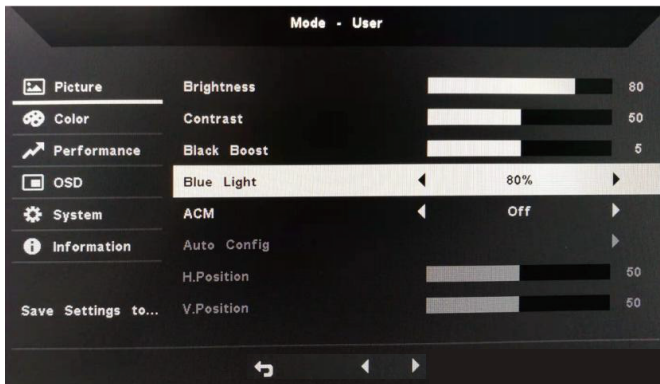 Mode - User
Picture
Color
Performance
OSD
System
Information
Save Settings to...
Brightness 80
Contrast 50
Black Boost 5
Blue Light 80%
ACM Off
Auto Config
H.Position 50
V.Position 50